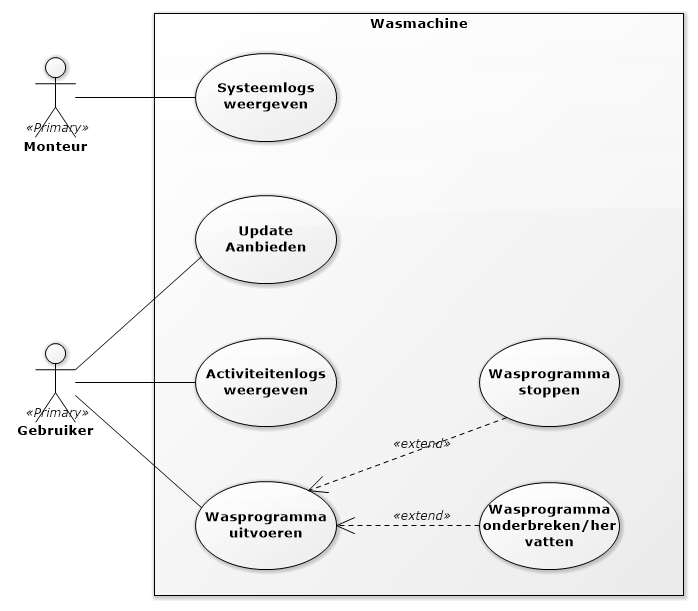 Wasmachine
Systeemlogs
weergeven
«Primary»
Monteur
Update
Aanbieden
Activiteitenlogs
weergeven
Wasprogramma
stoppen
«Primary»
Gebruiker
«extend»
Wasprogramma
uitvoeren
«extend»
Wasprogramma
onderbreken/her
vatten